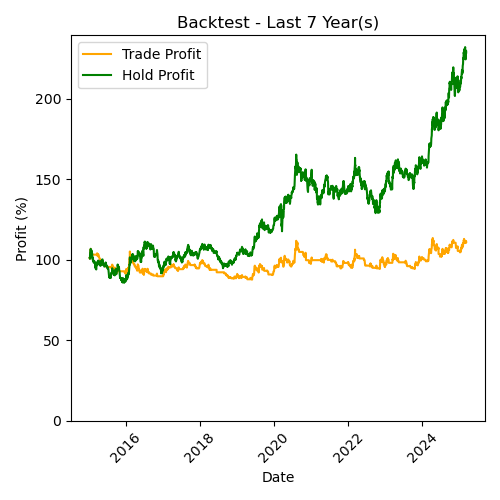 Backtest - Last 7 Year(s)
Trade Profit
Hold Profit
Profit (%)
200
150
100
50
0
2016
2018
2020
2022
2024
Date